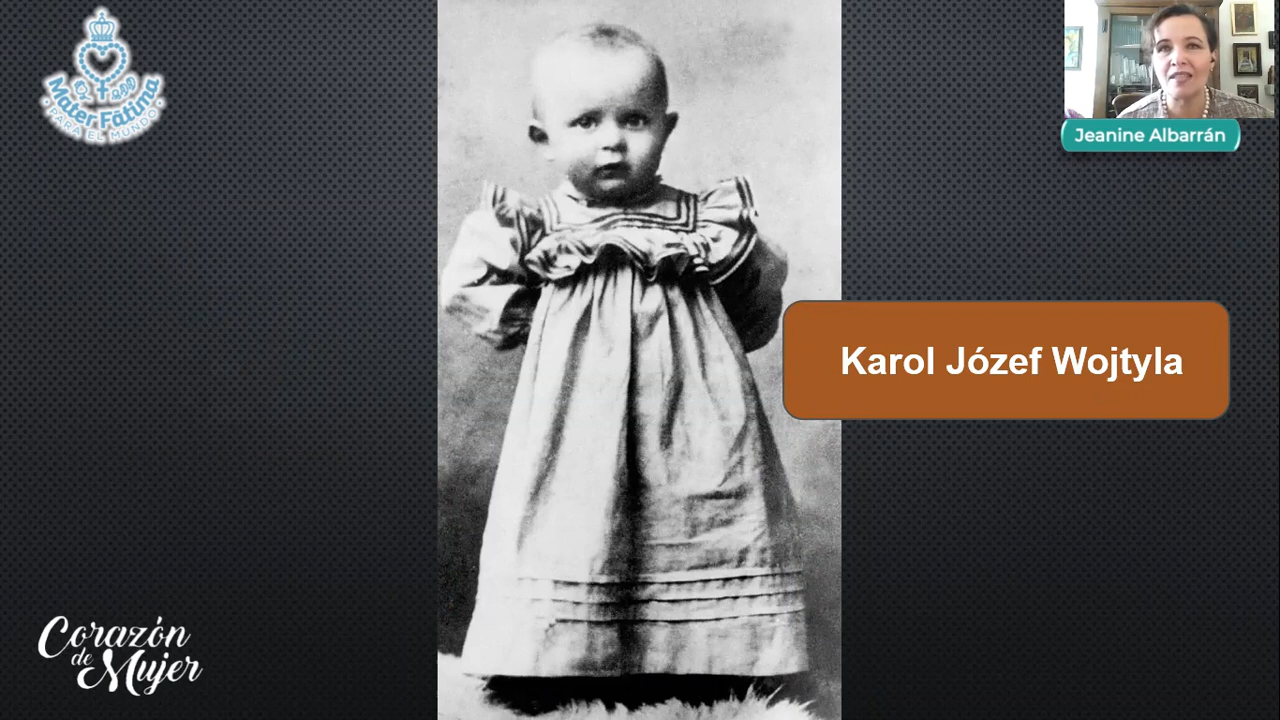 Mater Fátima
PARA EL MUNDO
Jeanine Albarrán
Karol Józef Wojtyla
Corazón
de Mujer